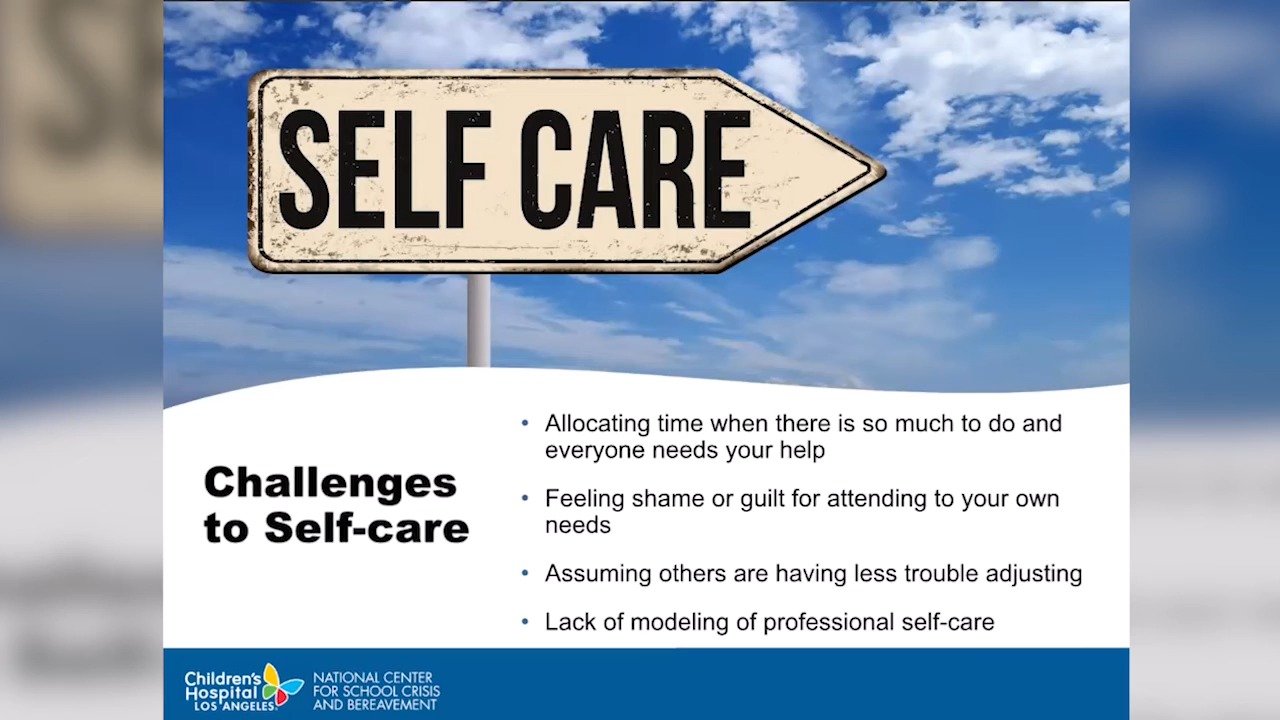 SELF CARE
Challenges
to Self-care
• Allocating time when there is so much to do and
everyone needs your help
• Feeling shame or guilt for attending to your own
needs
• Assuming others are having less trouble adjusting
• Lack of modeling of professional self-care
Children's
Hospital
LOS ANGELES
NATIONAL CENTER
FOR SCHOOL CRISIS
AND BEREAVEMENT